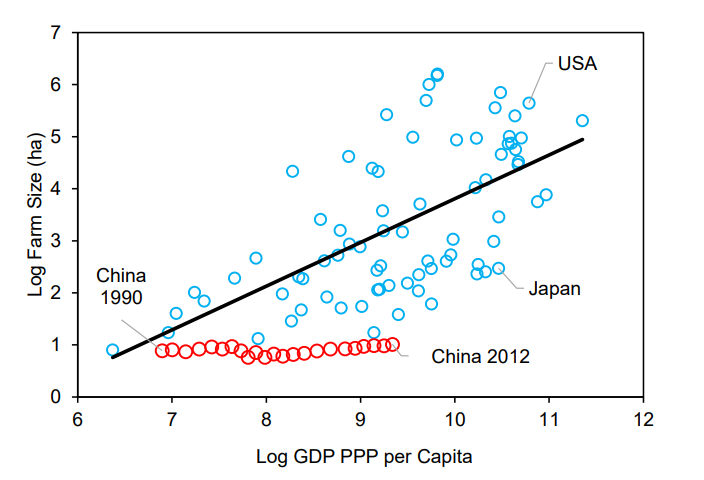 7
6
5
4
3
2
1
0
Log Farm Size (ha)
USA
China
1990
Japan
China 2012
6 7 8 9 10 11 12
Log GDP PPP per Capita